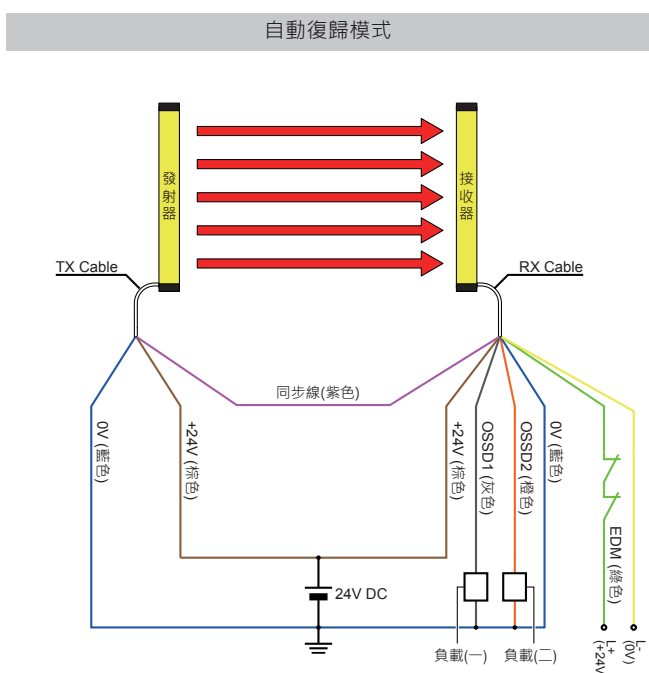 自動復歸模式
發射器
接收器
TX Cable
RX Cable
同步線(紫色)
0V (藍色)
+24V (棕色)
+24V (棕色)
OSSD1 (灰色)
OSSD2 (橙色)
0V (藍色)
EDM (綠色)
24V DC
負載(一)
負載(二)
L+
(+24V
L-
(0V)